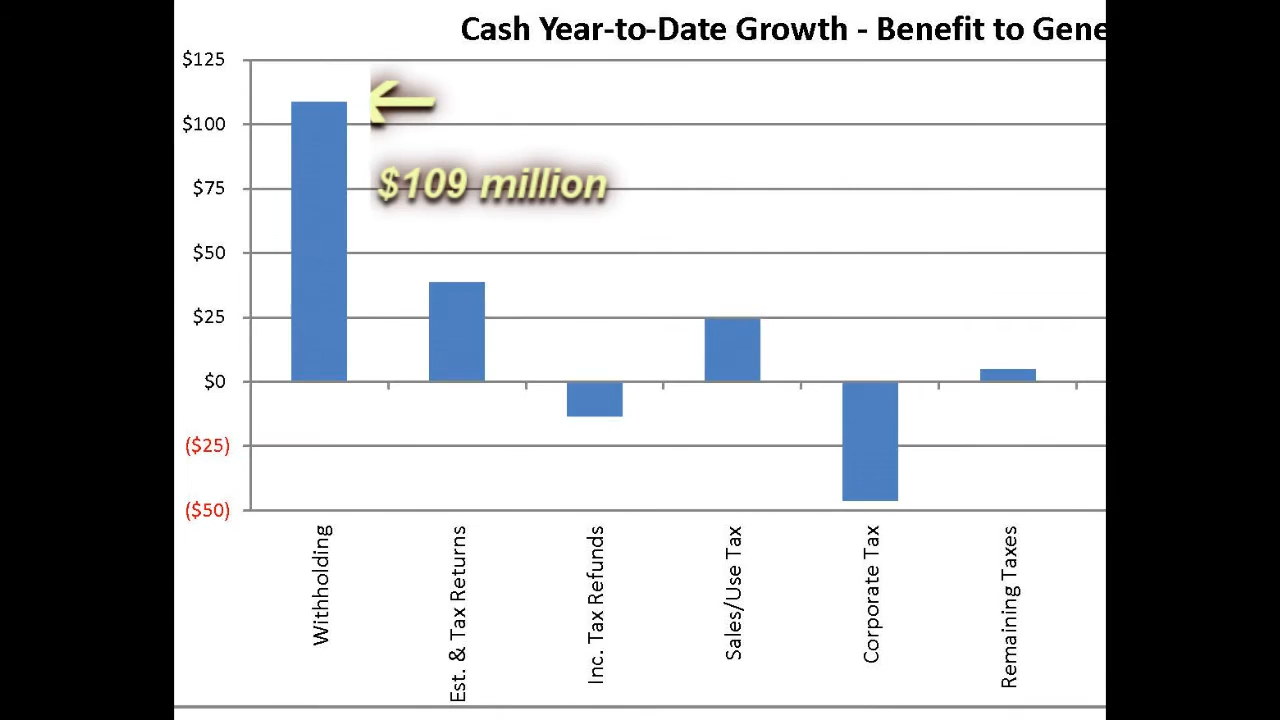 Cash Year-to-Date Growth - Benefit to Gene
$125
$100
$109 million
$75
$50
$25
$0
($25)
($50)
Withholding
Est. & Tax Returns
Inc. Tax Refunds
Sales/Use Tax
Corporate Tax
Remaining Taxes